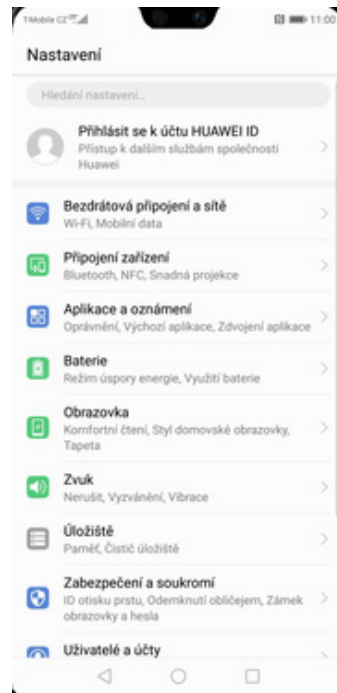 T-Mobile CZ
11:00
Nastavení
Hledání nastavení...
Přihlásit se k účtu HUAWEI ID
Přístup k dalším službám společnosti
Huawei
Bezdrátová připojení a sítě
Wi-Fi, Mobilní data
Připojení zařízení
Bluetooth, NFC, Snadná projekce
Aplikace a oznámení
Oprávnění, Výchozí aplikace, Zdvojení aplikace
Baterie
Režim úspory energie, Využití baterie
Obrazovka
Komfortní čtení, Styl domovské obrazovky,
Tapeta
Zvuk
Nerušit, Vyzvánění, Vibrace
Úložiště
Paměť, Čistič úložiště
Zabezpečení a soukromí
ID otisku prstu, Odemknutí obličejem, Zámek
obrazovky a hesla
Uživatelé a účty